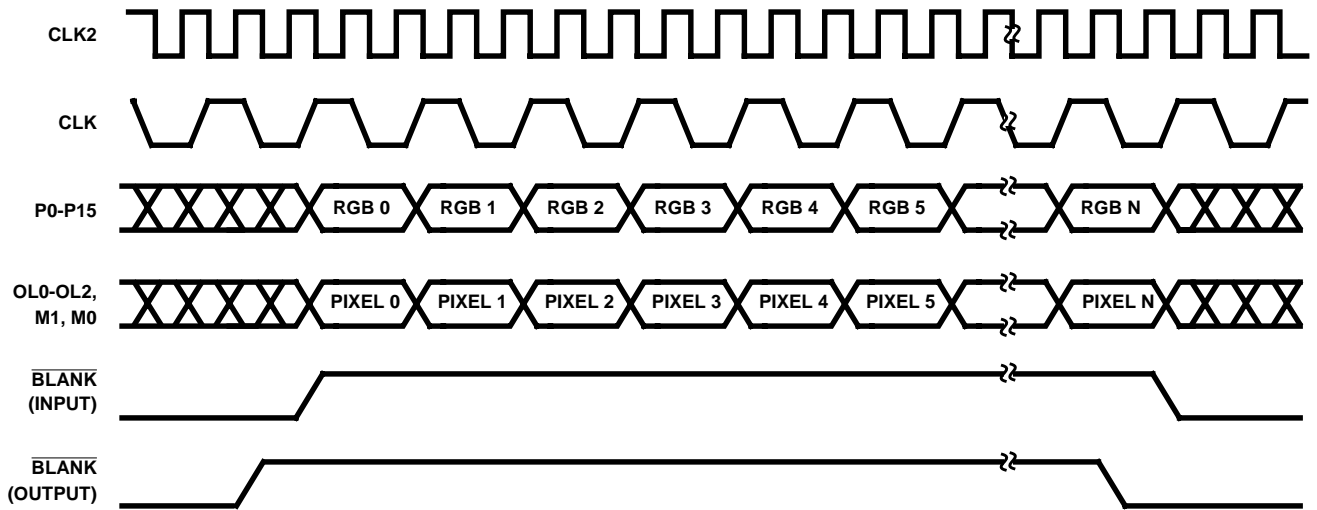 CLK2
CLK
P0-P15
RGB 0 RGB 1 RGB 2 RGB 3 RGB 4 RGB 5 RGB N
OL0-OL2,
M1, M0
PIXEL 0 PIXEL 1 PIXEL 2 PIXEL 3 PIXEL 4 PIXEL 5 PIXEL N
BLANK
(INPUT)
BLANK
(OUTPUT)